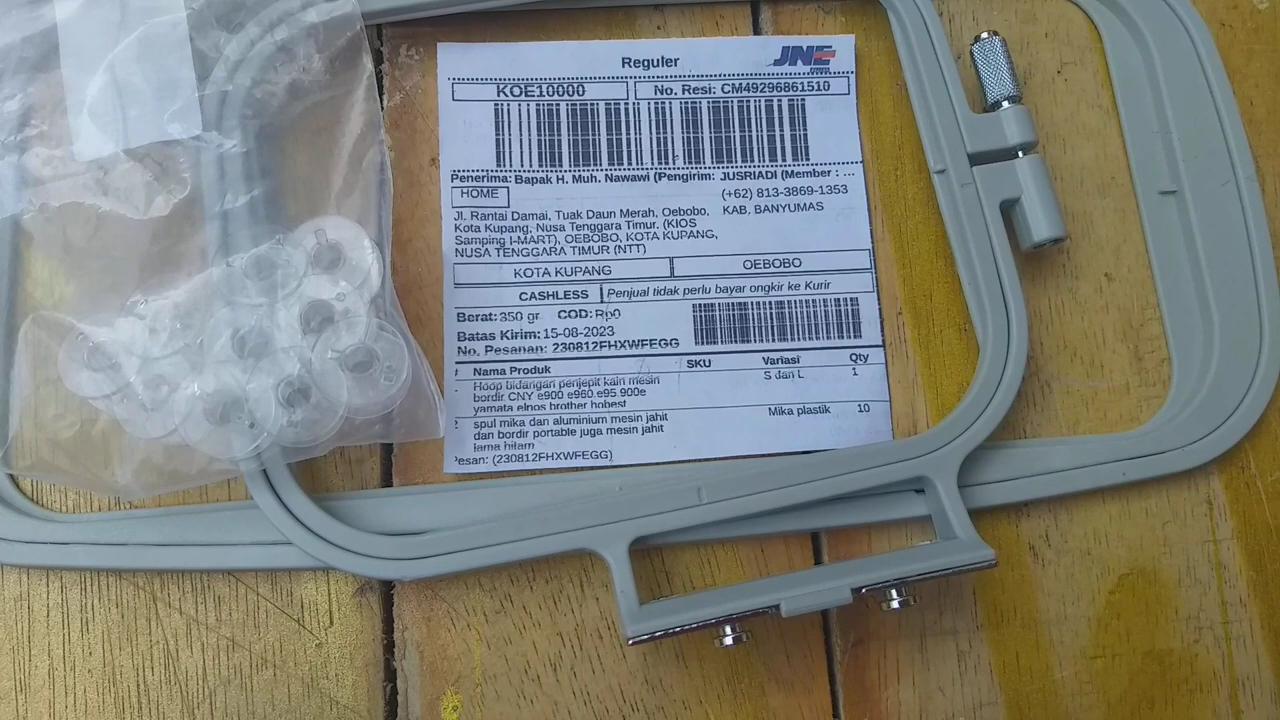 Reguler
JNE
KOE10000
No. Resi: CM49296861510
Penerima: Bapak H. Muh. Nawawi (Pengirim: JUSRIADI (Member : ...
HOME
(+62) 813-3869-1353
KAB. BANYUMAS
Jl. Rantai Damai, Tuak Daun Merah, Oebobo,
Kota Kupang, Nusa Tenggara Timur. (KIOS
Samping I-MART), OEBOBO, KOTA KUPANG,
NUSA TENGGARA TIMUR (NTT)
KOTA KUPANG
OEBOBO
CASHLESS
Penjual tidak perlu bayar ongkir ke Kurir
Berat: 350 gr
COD: Rp0
Batas Kirim: 15-08-2023
No. Pesanan: 230812FHXWFEGG
# Nama Produk SKU Variasi Qty
Hoop bidangan penjepit kain mesin S dan L 1
bordir CNY e900 e960 e95 900e
yamata elnos brother hobest
2 spul mika dan aluminium mesin jahit Mika plastik 10
dan bordir portable juga mesin jahit
lama hitam
Pesan: (230812FHXWFEGG)